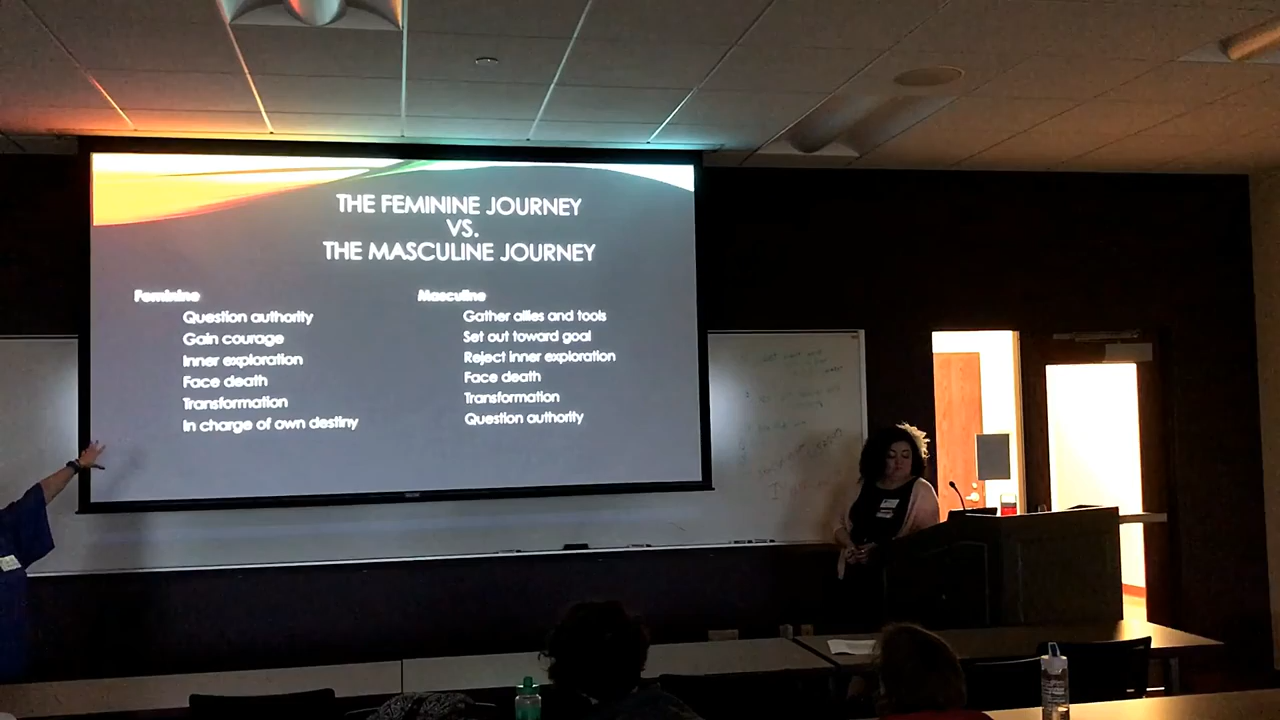 THE FEMININE JOURNEY
VS.
THE MASCULINE JOURNEY
Feminine
Question authority
Gain courage
Inner exploration
Face death
Transformation
In charge of own destiny
Masculine
Gather allies and tools
Set out toward goal
Reject inner exploration
Face death
Transformation
Question authority